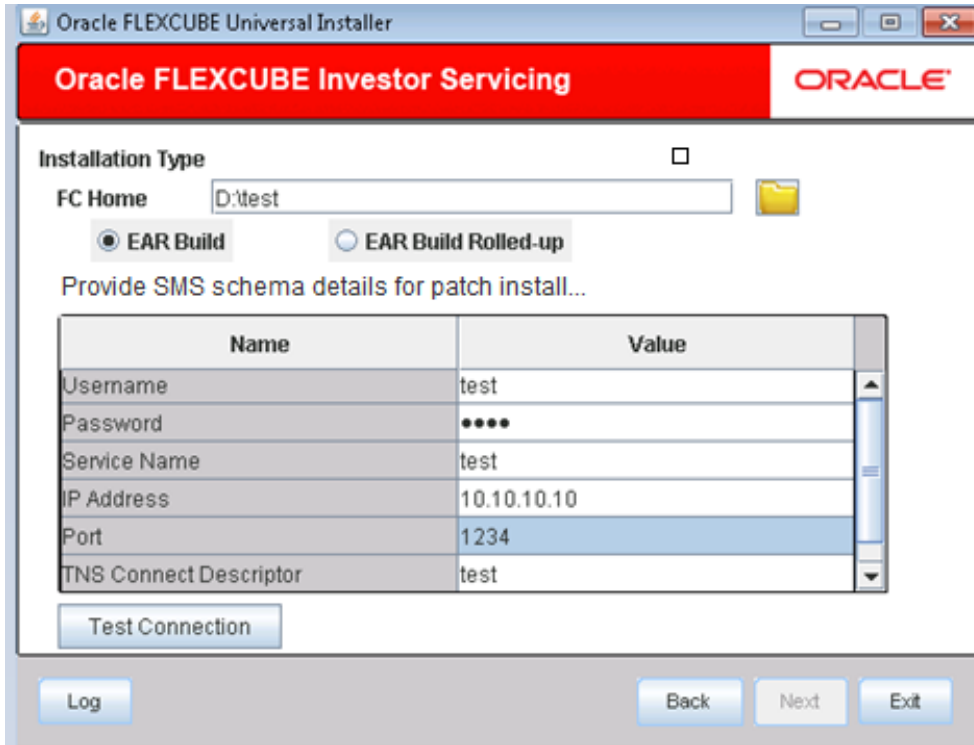 Oracle FLEXCUBE Universal Installer
Oracle FLEXCUBE Investor Servicing
ORACLE
Installation Type
FC Home D:\test
EAR Build EAR Build Rolled-up
Provide SMS schema details for patch install...
Name Value
Username test
Password ••••
Service Name test
IP Address 10.10.10.10
Port 1234
TNS Connect Descriptor test
Test Connection
Log Back Next Exit